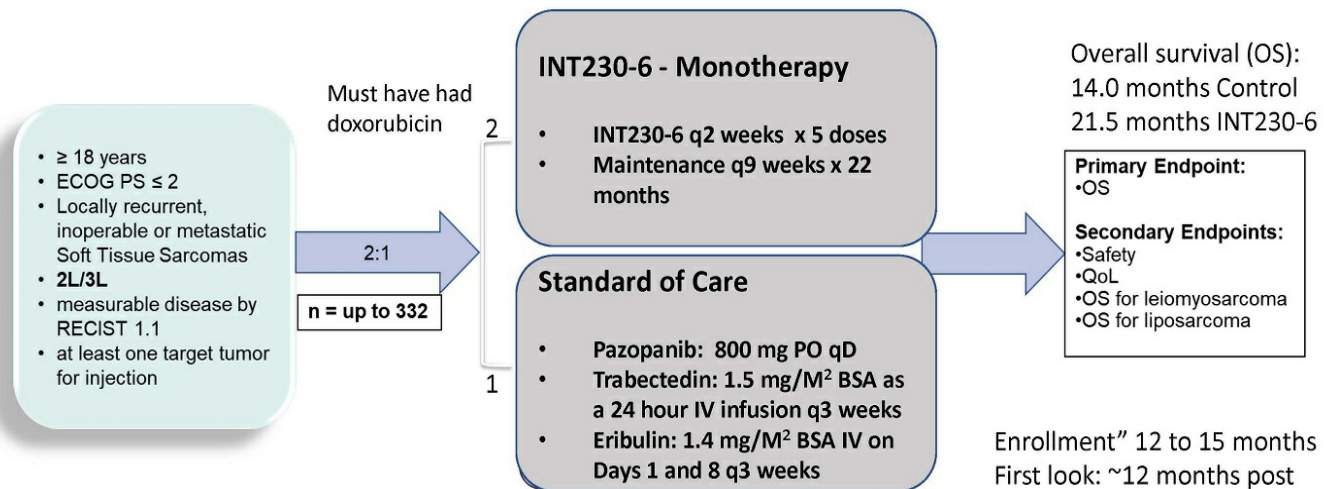 • ≥ 18 years
• ECOG PS ≤ 2
• Locally recurrent,
inoperable or metastatic
Soft Tissue Sarcomas
• 2L/3L
• measurable disease by
RECIST 1.1
• at least one target tumor
for injection
Must have had
doxorubicin
2:1
n = up to 332
2
1
INT230-6 - Monotherapy
• INT230-6 q2 weeks x 5 doses
• Maintenance q9 weeks x 22
months
Standard of Care
• Pazopanib: 800 mg PO qD
• Trabectedin: 1.5 mg/M² BSA as
a 24 hour IV infusion q3 weeks
• Eribulin: 1.4 mg/M² BSA IV on
Days 1 and 8 q3 weeks
Overall survival (OS):
14.0 months Control
21.5 months INT230-6
Primary Endpoint:
•OS
Secondary Endpoints:
•Safety
•QoL
•OS for leiomyosarcoma
•OS for liposarcoma
Enrollment” 12 to 15 months
First look: ~12 months post